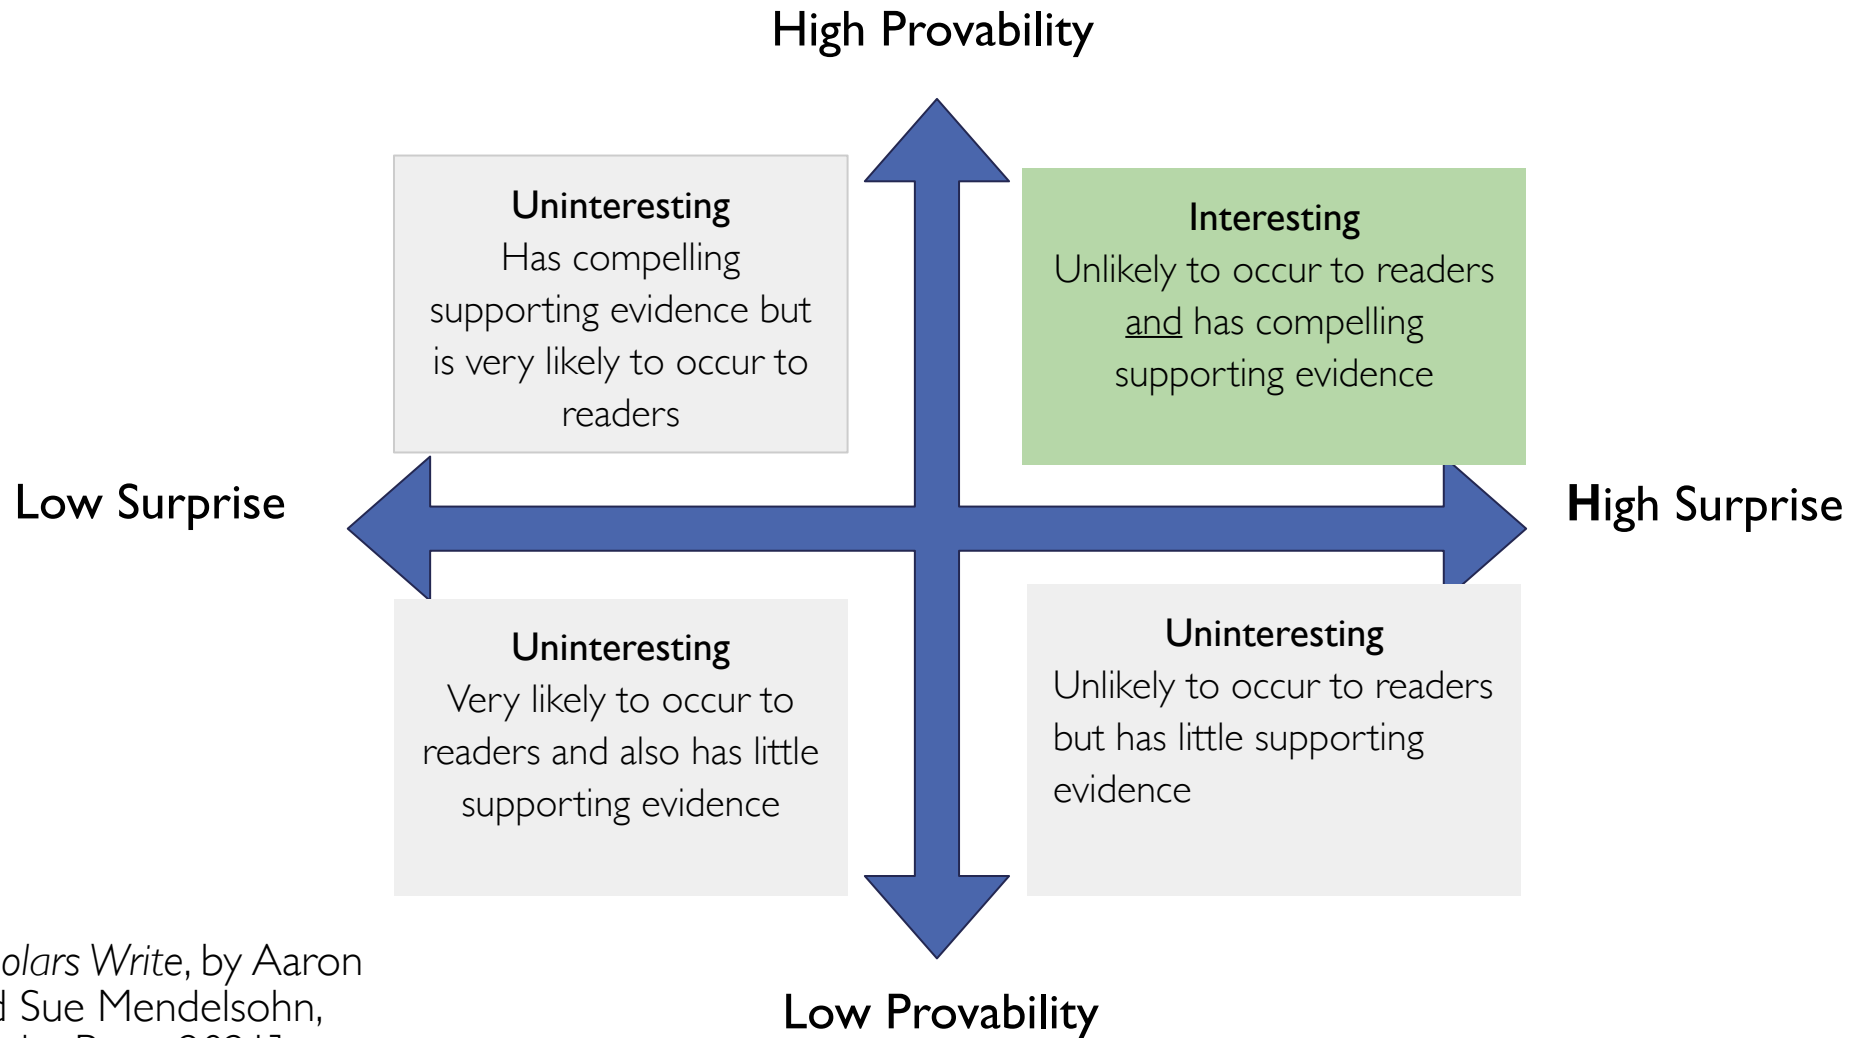 High Provability
Uninteresting
Has compelling
supporting evidence but
is very likely to occur to
readers
Interesting
Unlikely to occur to readers
and has compelling
supporting evidence
Low Surprise
High Surprise
Uninteresting
Very likely to occur to
readers and also has little
supporting evidence
Uninteresting
Unlikely to occur to readers
but has little supporting
evidence
Write, by Aaron
Sue Mendelsohn,
Low Provability